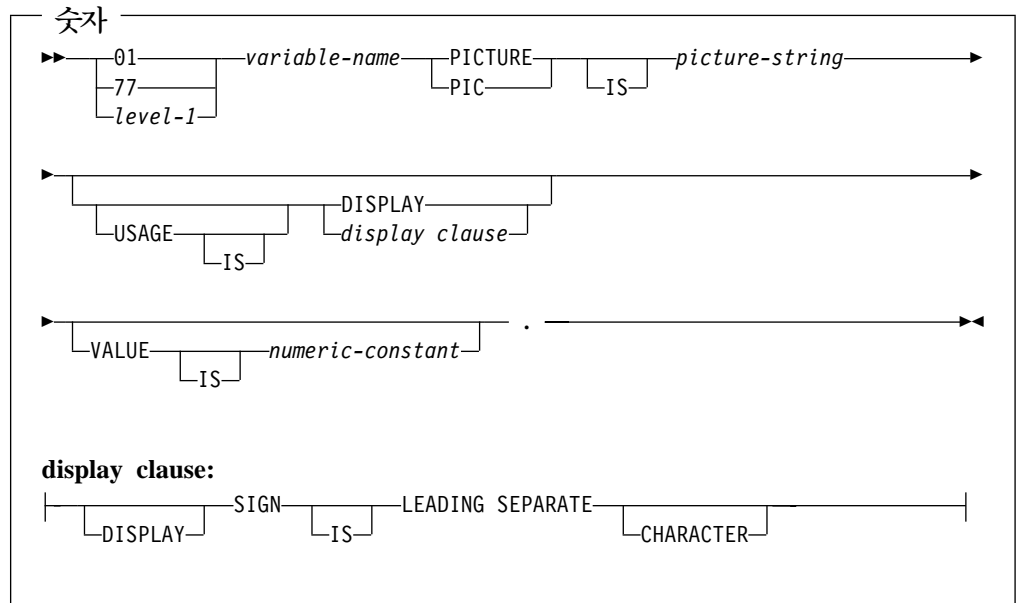 숫자
01 variable-name PICTURE picture-string
77 PIC IS
level-1
DISPLAY
USAGE display clause
IS
.
VALUE numeric-constant
IS
display clause:
SIGN LEADING SEPARATE
DISPLAY IS CHARACTER